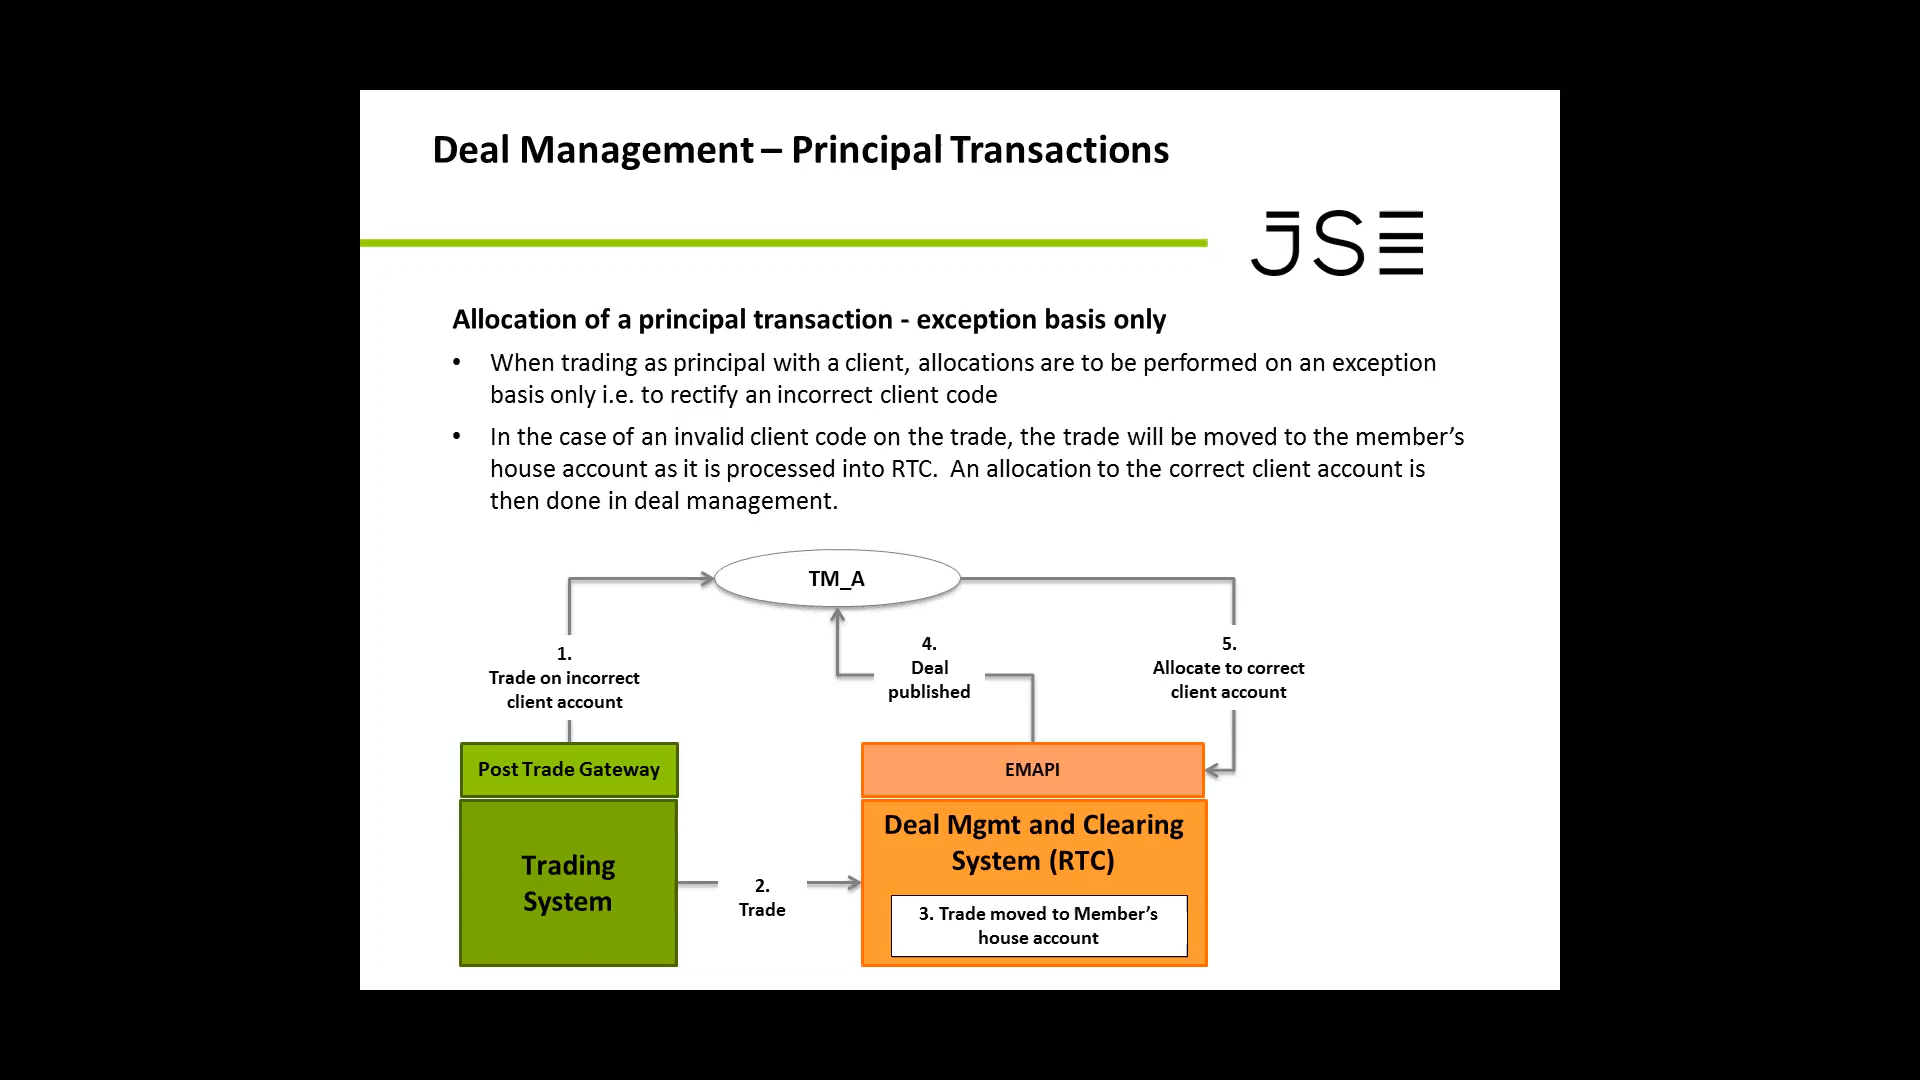 Deal Management – Principal Transactions
JSE
Allocation of a principal transaction - exception basis only
• When trading as principal with a client, allocations are to be performed on an exception
basis only i.e. to rectify an incorrect client code
• In the case of an invalid client code on the trade, the trade will be moved to the member’s
house account as it is processed into RTC.  An allocation to the correct client account is
then done in deal management.
TM_A
1.
Trade on incorrect
client account
4.
Deal
published
5.
Allocate to correct
client account
Post Trade Gateway
EMAPI
Trading
System
2.
Trade
Deal Mgmt and Clearing
System (RTC)
3. Trade moved to Member’s
house account